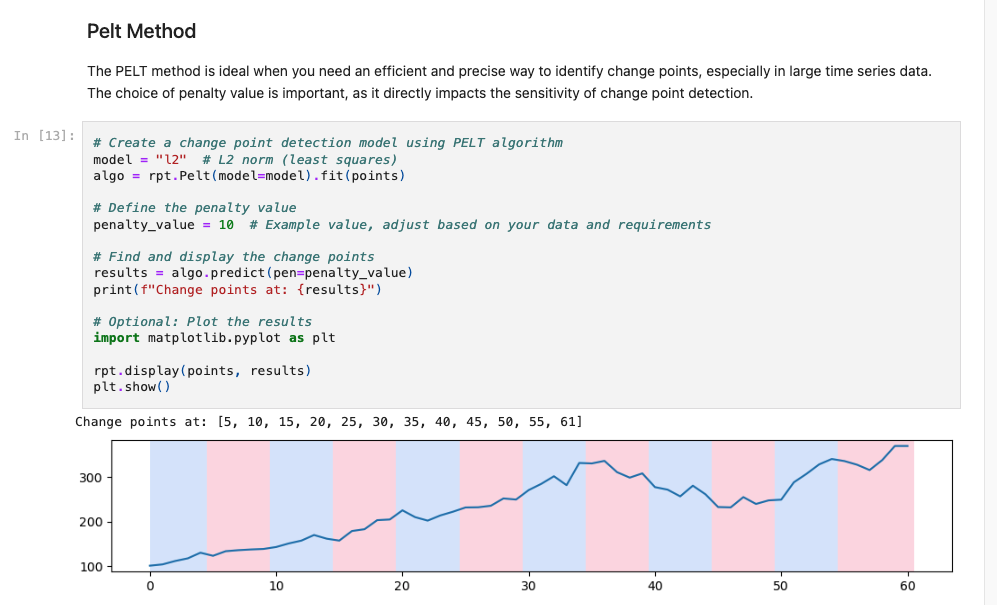 Pelt Method
The PELT method is ideal when you need an efficient and precise way to identify change points, especially in large time series data.
The choice of penalty value is important, as it directly impacts the sensitivity of change point detection.
In [13]:
# Create a change point detection model using PELT algorithm
model = "l2"  # L2 norm (least squares)
algo = rpt.Pelt(model=model).fit(points)
# Define the penalty value
penalty_value = 10  # Example value, adjust based on your data and requirements
# Find and display the change points
results = algo.predict(pen=penalty_value)
print(f"Change points at: {results}")
# Optional: Plot the results
import matplotlib.pyplot as plt
rpt.display(points, results)
plt.show()
Change points at: [5, 10, 15, 20, 25, 30, 35, 40, 45, 50, 55, 61]
300
200
100
0 10 20 30 40 50 60